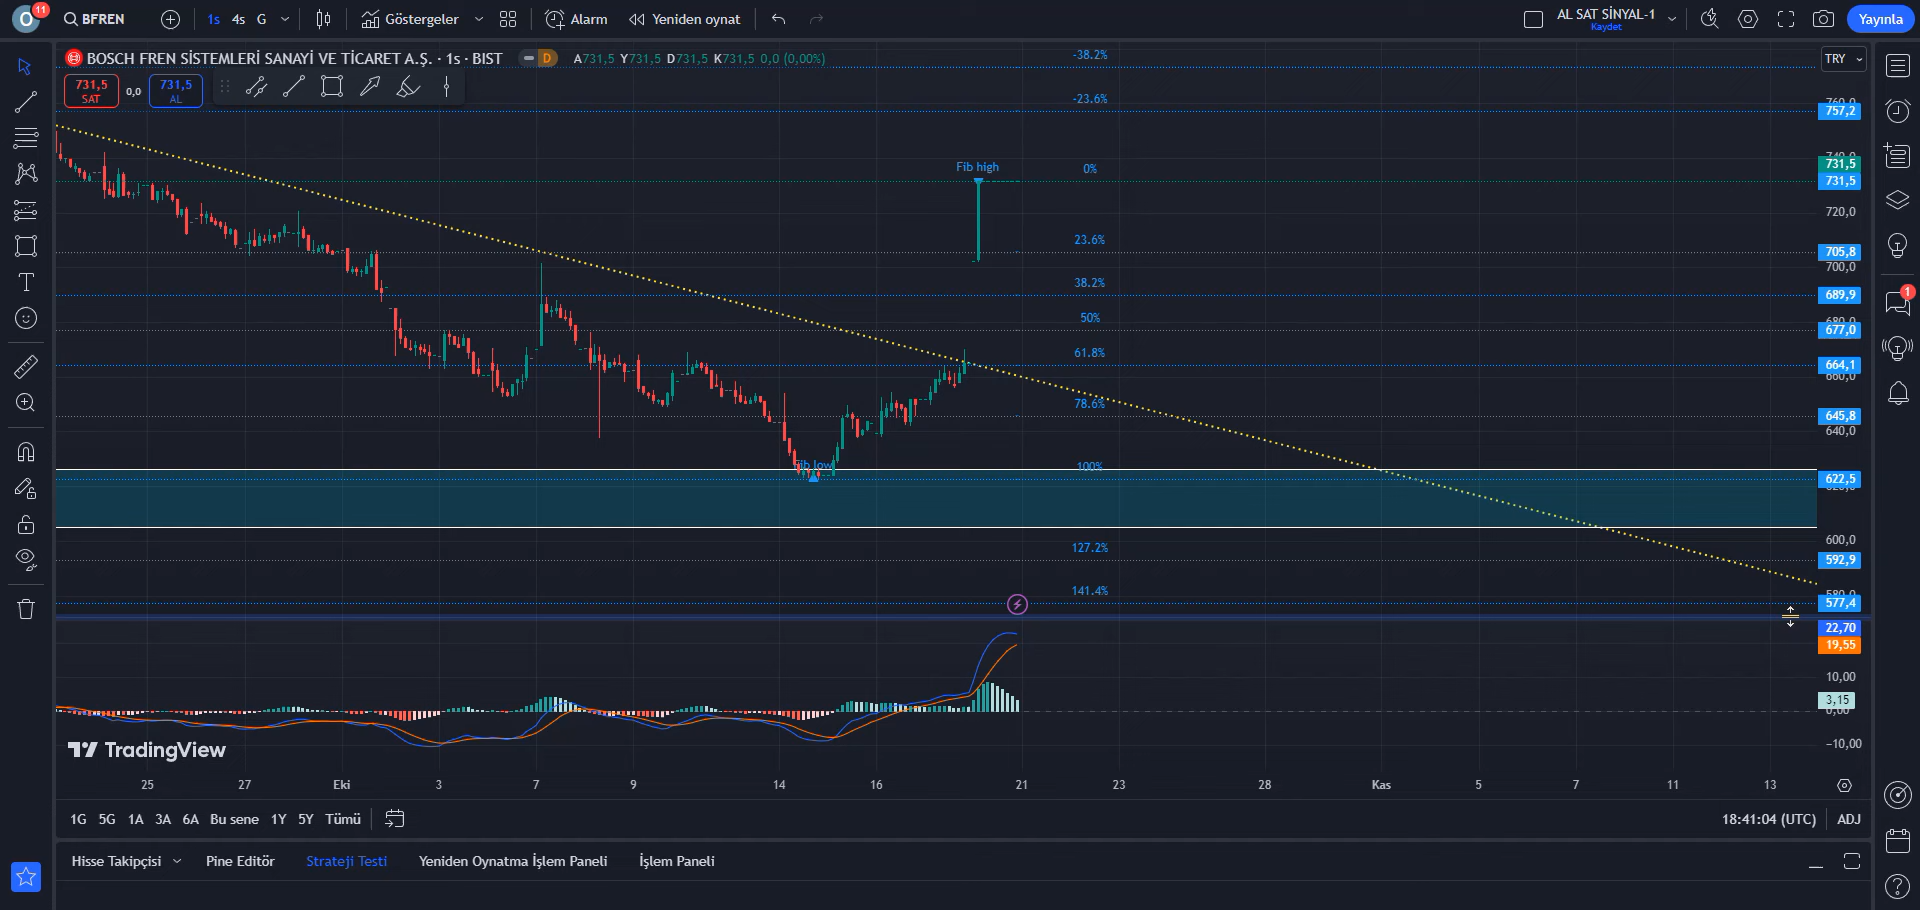 O 11 BFREN 1s 4s G Göstergeler Alarm Yeniden oynat AL SAT SİNYAL-1 Kaydet Yayınla
BOSCH FREN SİSTEMLERİ SANAYİ VE TİCARET A.Ş. · 1s · BIST D A731,5 Y731,5 D731,5 K731,5 0,0 (0,00%)
731,5 SAT 0,0 731,5 AL
TRY
-38.2%
-23.6%
757,2
Fib high 0%
731,5
731,5
720,0
23.6% 705,8
700,0
38.2% 689,9
50% 677,0
61.8% 664,1
660,0
78.6% 645,8
640,0
Fib low 100% 622,5
600,0
127.2% 592,9
141.4% 577,4
22,70
19,55
10,00
3,15
0,00
−10,00
TradingView
25 27 Eki 3 7 9 14 16 21 23 28 Kas 5 7 11 13
1G 5G 1A 3A 6A Bu sene 1Y 5Y Tümü 18:41:04 (UTC) ADJ
Hisse Takipçisi Pine Editör Strateji Testi Yeniden Oynatma İşlem Paneli İşlem Paneli
1